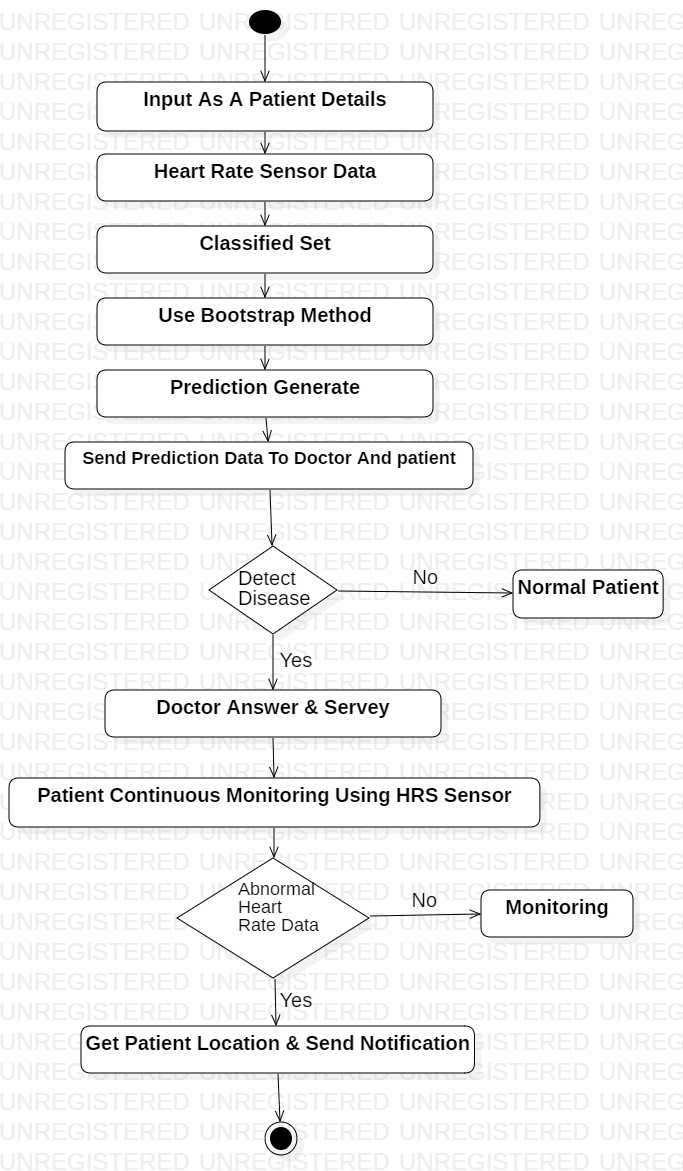 Input As A Patient Details
Heart Rate Sensor Data
Classified Set
Use Bootstrap Method
Prediction Generate
Send Prediction Data To Doctor And patient
Detect
Disease
No
Normal Patient
Yes
Doctor Answer & Servey
Patient Continuous Monitoring Using HRS Sensor
Abnormal
Heart
Rate Data
No
Monitoring
Yes
Get Patient Location & Send Notification
UNREGISTERED